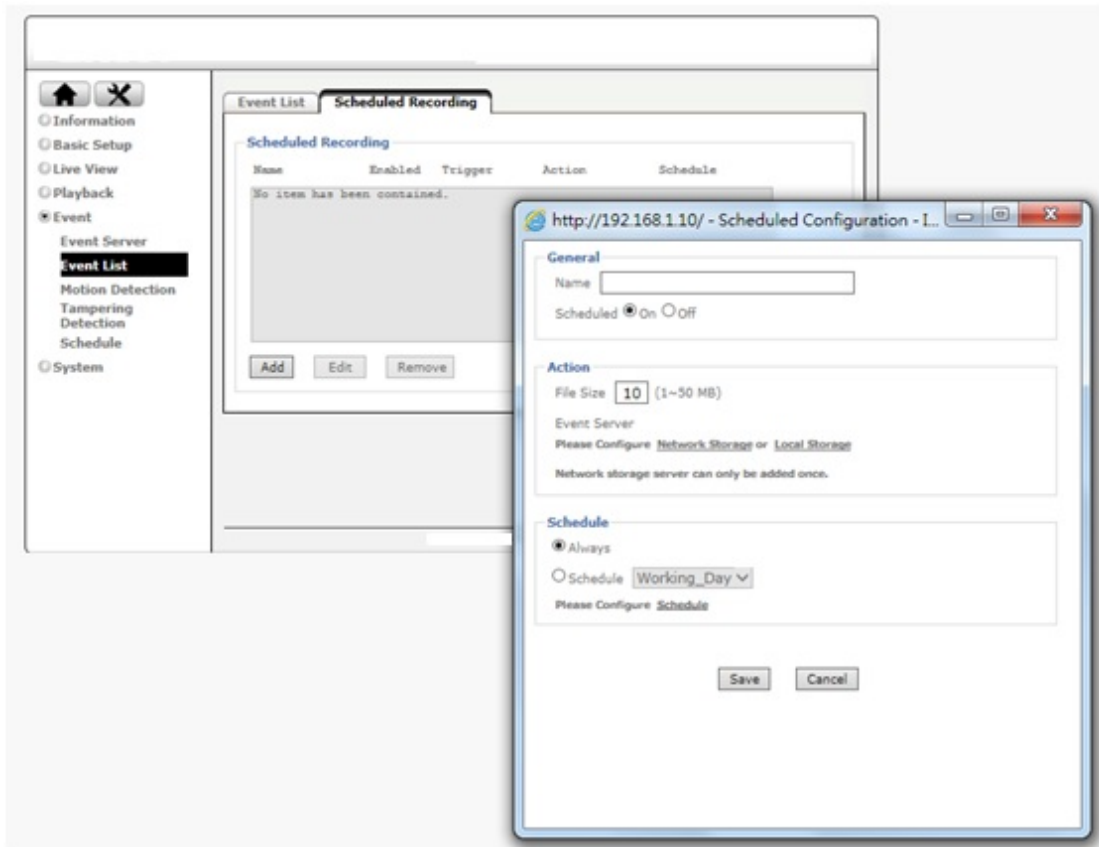 Information
Basic Setup
Live View
Playback
Event
Event Server
Event List
Motion Detection
Tampering
Detection
Schedule
System
Event List Scheduled Recording
Scheduled Recording
Name Enabled Trigger Action Schedule
No item has been contained.
Add Edit Remove
http://192.168.1.10/ - Scheduled Configuration - I...
General
Name
Scheduled On Off
Action
File Size 10 (1~50 MB)
Event Server
Please Configure Network Storage or Local Storage
Network storage server can only be added once.
Schedule
Always
Schedule Working_Day
Please Configure Schedule
Save Cancel